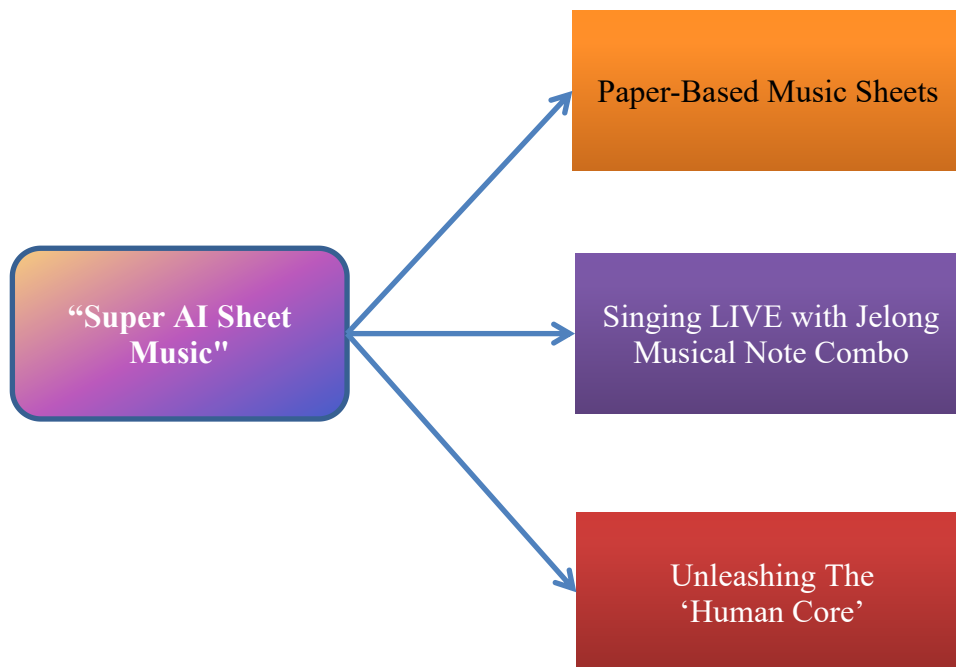 Paper-Based Music Sheets
“Super AI Sheet
Music"
Singing LIVE with Jelong
Musical Note Combo
Unleashing The
‘Human Core’